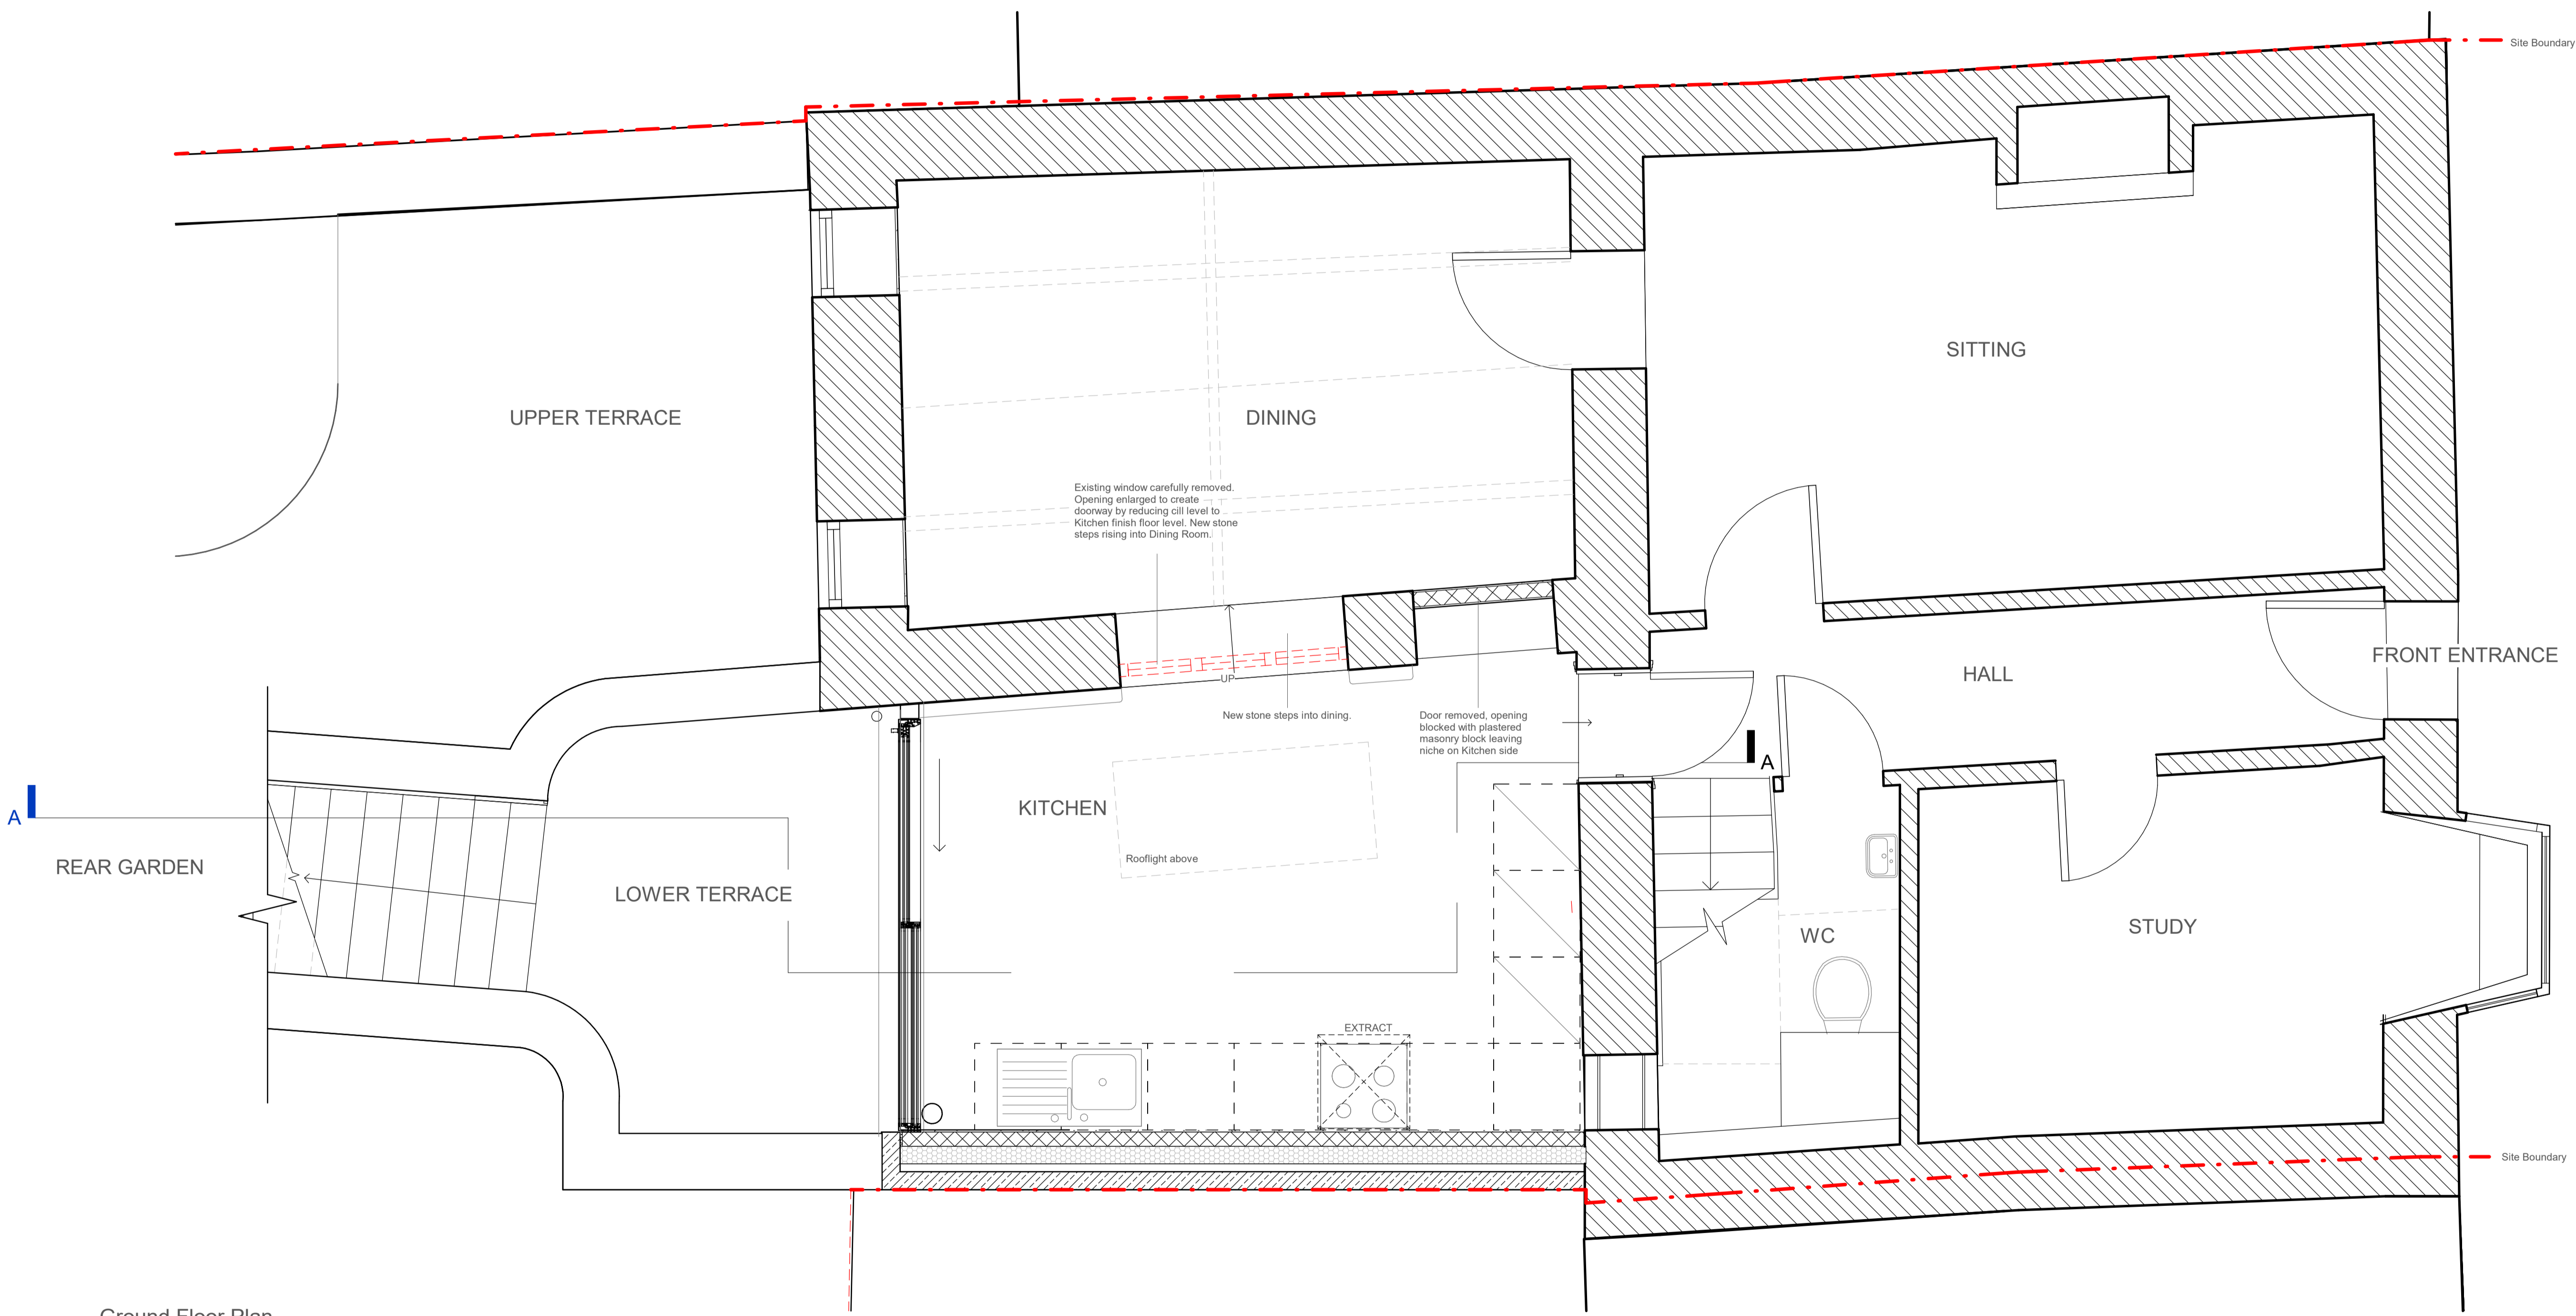 Site Boundary
SITTING
UPPER TERRACE
DINING
Existing window carefully removed.
Opening enlarged to create
doorway by reducing cill level to
Kitchen finish floor level. New stone
steps rising into Dining Room.
FRONT ENTRANCE
HALL
UP
New stone steps into dining.
Door removed, opening
blocked with plastered
masonry block leaving
niche on Kitchen side
A
KITCHEN
A
Rooflight above
REAR GARDEN
LOWER TERRACE
STUDY
WC
EXTRACT
Site Boundary
Ground Floor Plan